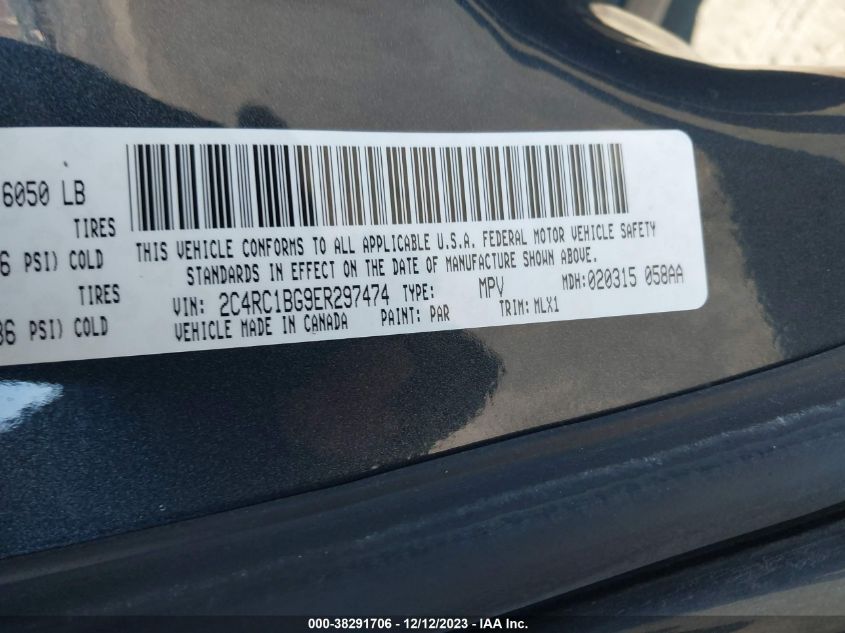 6050 LB
TIRES
6 PSI) COLD
TIRES
36 PSI) COLD
THIS VEHICLE CONFORMS TO ALL APPLICABLE U.S.A. FEDERAL MOTOR VEHICLE SAFETY
STANDARDS IN EFFECT ON THE DATE OF MANUFACTURE SHOWN ABOVE.
VIN: 2C4RC1BG9ER297474 TYPE: MPV MDH:020315 058AA
VEHICLE MADE IN CANADA PAINT: PAR TRIM: MLX1
000-38291706 - 12/12/2023 - IAA Inc.